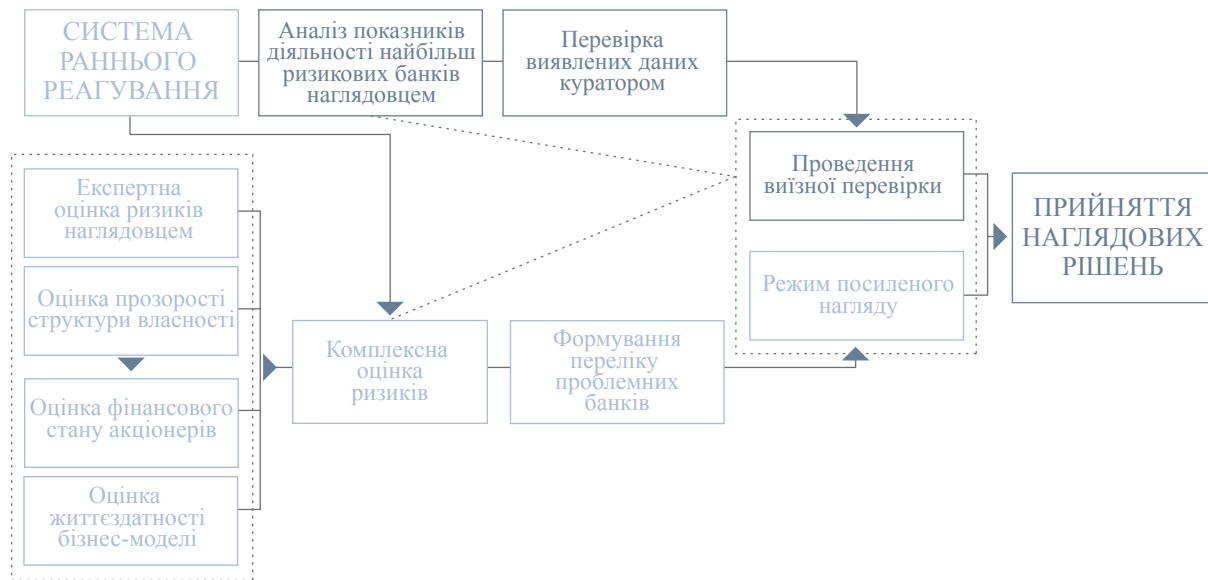 СИСТЕМА
РАННЬОГО
РЕАГУВАННЯ
Аналіз показників
діяльності найбільш
ризикових банків
наглядовцем
Перевірка
виявлених даних
куратором
Проведення
виїзної перевірки
ПРИЙНЯТТЯ
НАГЛЯДОВИХ
РІШЕНЬ
Експертна
оцінка ризиків
наглядовцем
Оцінка прозорості
структури власності
Режим посиленого
нагляду
Комплексна
оцінка
ризиків
Формування
переліку
проблемних
банків
Оцінка фінансового
стану акціонерів
Оцінка
життєздатності
бізнес-моделі